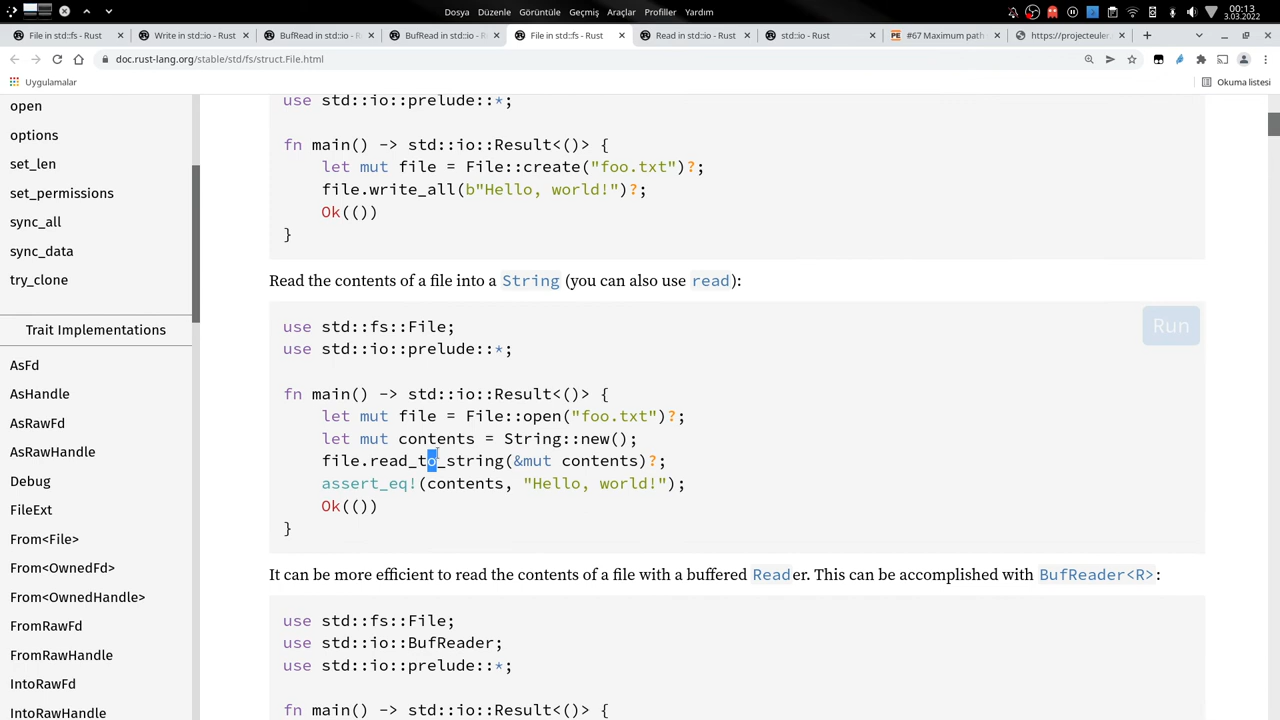 Dosya Düzenle Görüntüle Geçmiş Araçlar Profiller Yardım
00:13
3.03.2022
File in std::fs - Rust
Write in std::io - Rust
BufRead in std::io - R
BufRead in std::io - R
File in std::fs - Rust
Read in std::io - Rust
std::io - Rust
PE #67 Maximum path
https://projecteuler
doc.rust-lang.org/stable/std/fs/struct.File.html
Uygulamalar
Okuma listesi
open
options
set_len
set_permissions
sync_all
sync_data
try_clone
Trait Implementations
AsFd
AsHandle
AsRawFd
AsRawHandle
Debug
FileExt
From<File>
From<OwnedFd>
From<OwnedHandle>
FromRawFd
FromRawHandle
IntoRawFd
IntoRawHandle
use std::io::prelude::*;
fn main() -> std::io::Result<()> {
let mut file = File::create("foo.txt")?;
file.write_all(b"Hello, world!")?;
Ok(())
}
Read the contents of a file into a String (you can also use read):
Run
use std::fs::File;
use std::io::prelude::*;
fn main() -> std::io::Result<()> {
let mut file = File::open("foo.txt")?;
let mut contents = String::new();
file.read_to_string(&mut contents)?;
assert_eq!(contents, "Hello, world!");
Ok(())
}
It can be more efficient to read the contents of a file with a buffered Reader. This can be accomplished with BufReader<R>:
use std::fs::File;
use std::io::BufReader;
use std::io::prelude::*;
fn main() -> std::io::Result<()> {